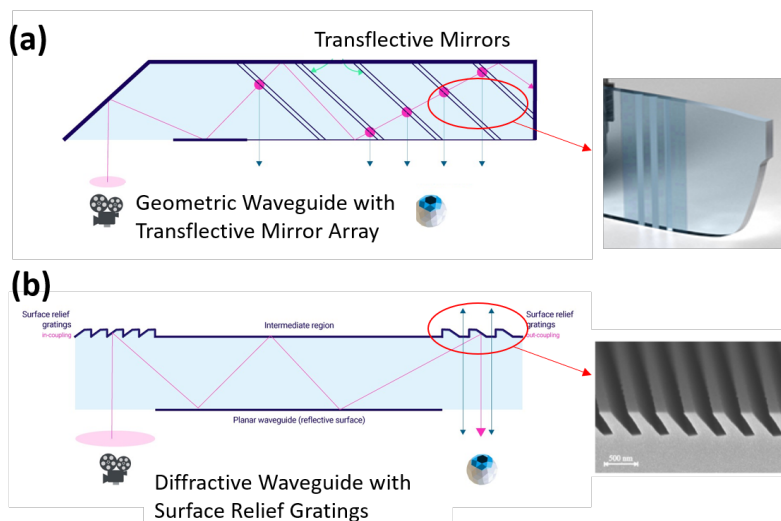 (a)
Transflective Mirrors
Geometric Waveguide with
Transflective Mirror Array
(b)
Surface relief
gratings
in-coupling
Intermediate region
Surface relief
gratings
out-coupling
Planar waveguide (reflective surface)
500 nm
Diffractive Waveguide with
Surface Relief Gratings